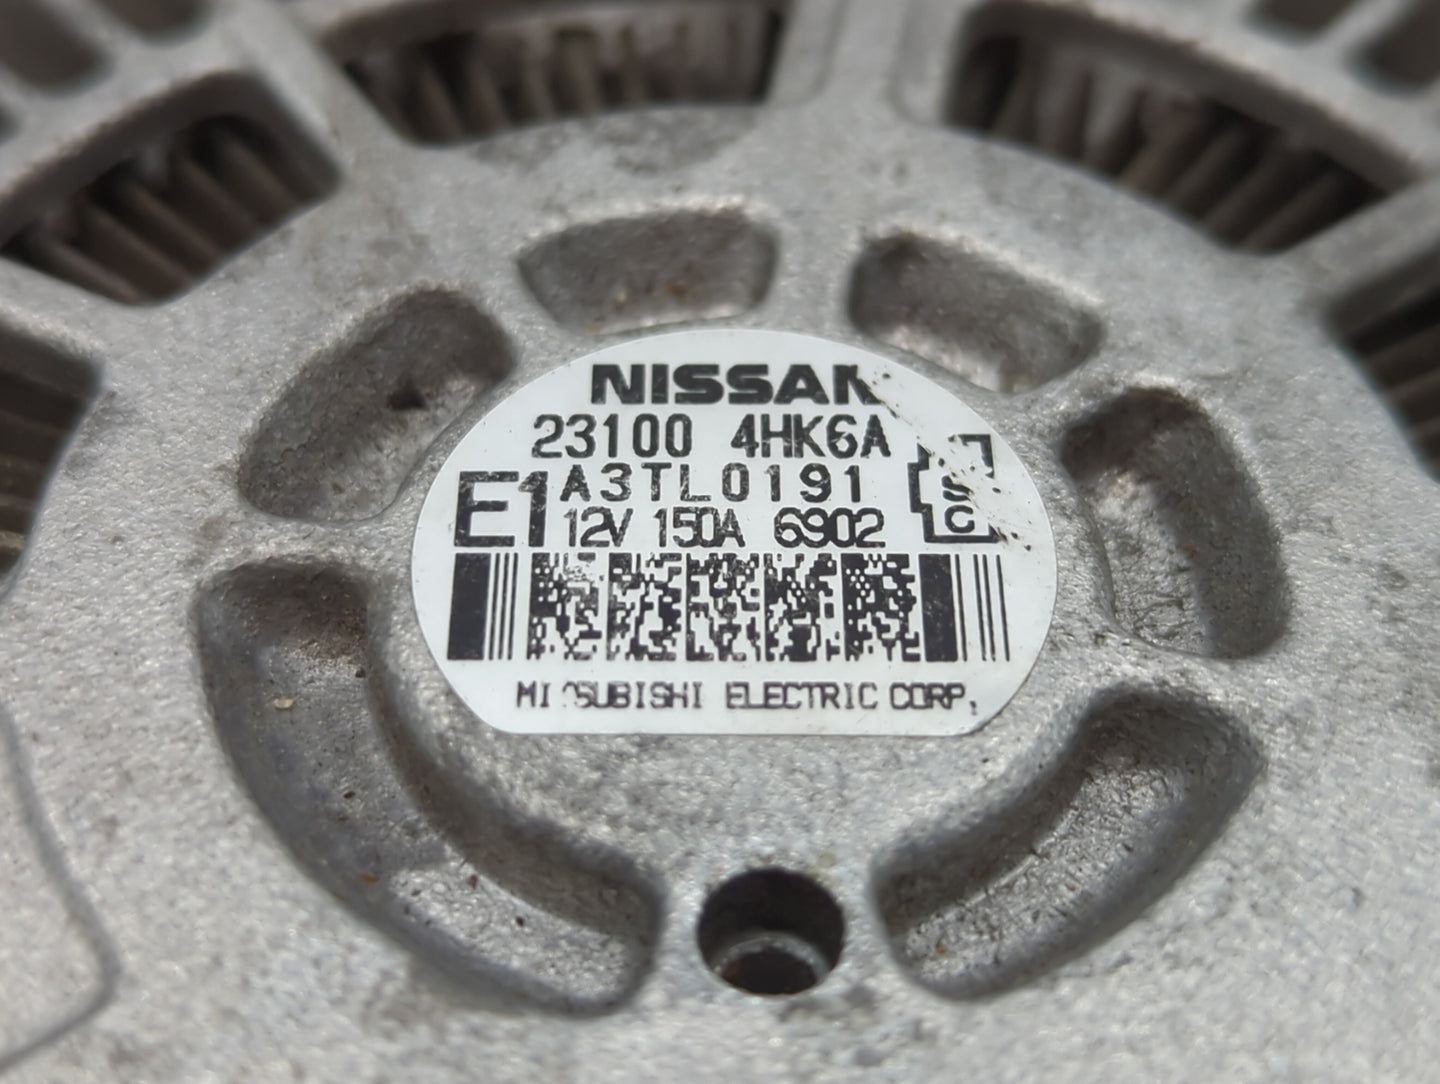 NISSAN
23100 4HK6A
E1
A3TL0191
12V 150A 6902
S
C
MITSUBISHI ELECTRIC CORP.